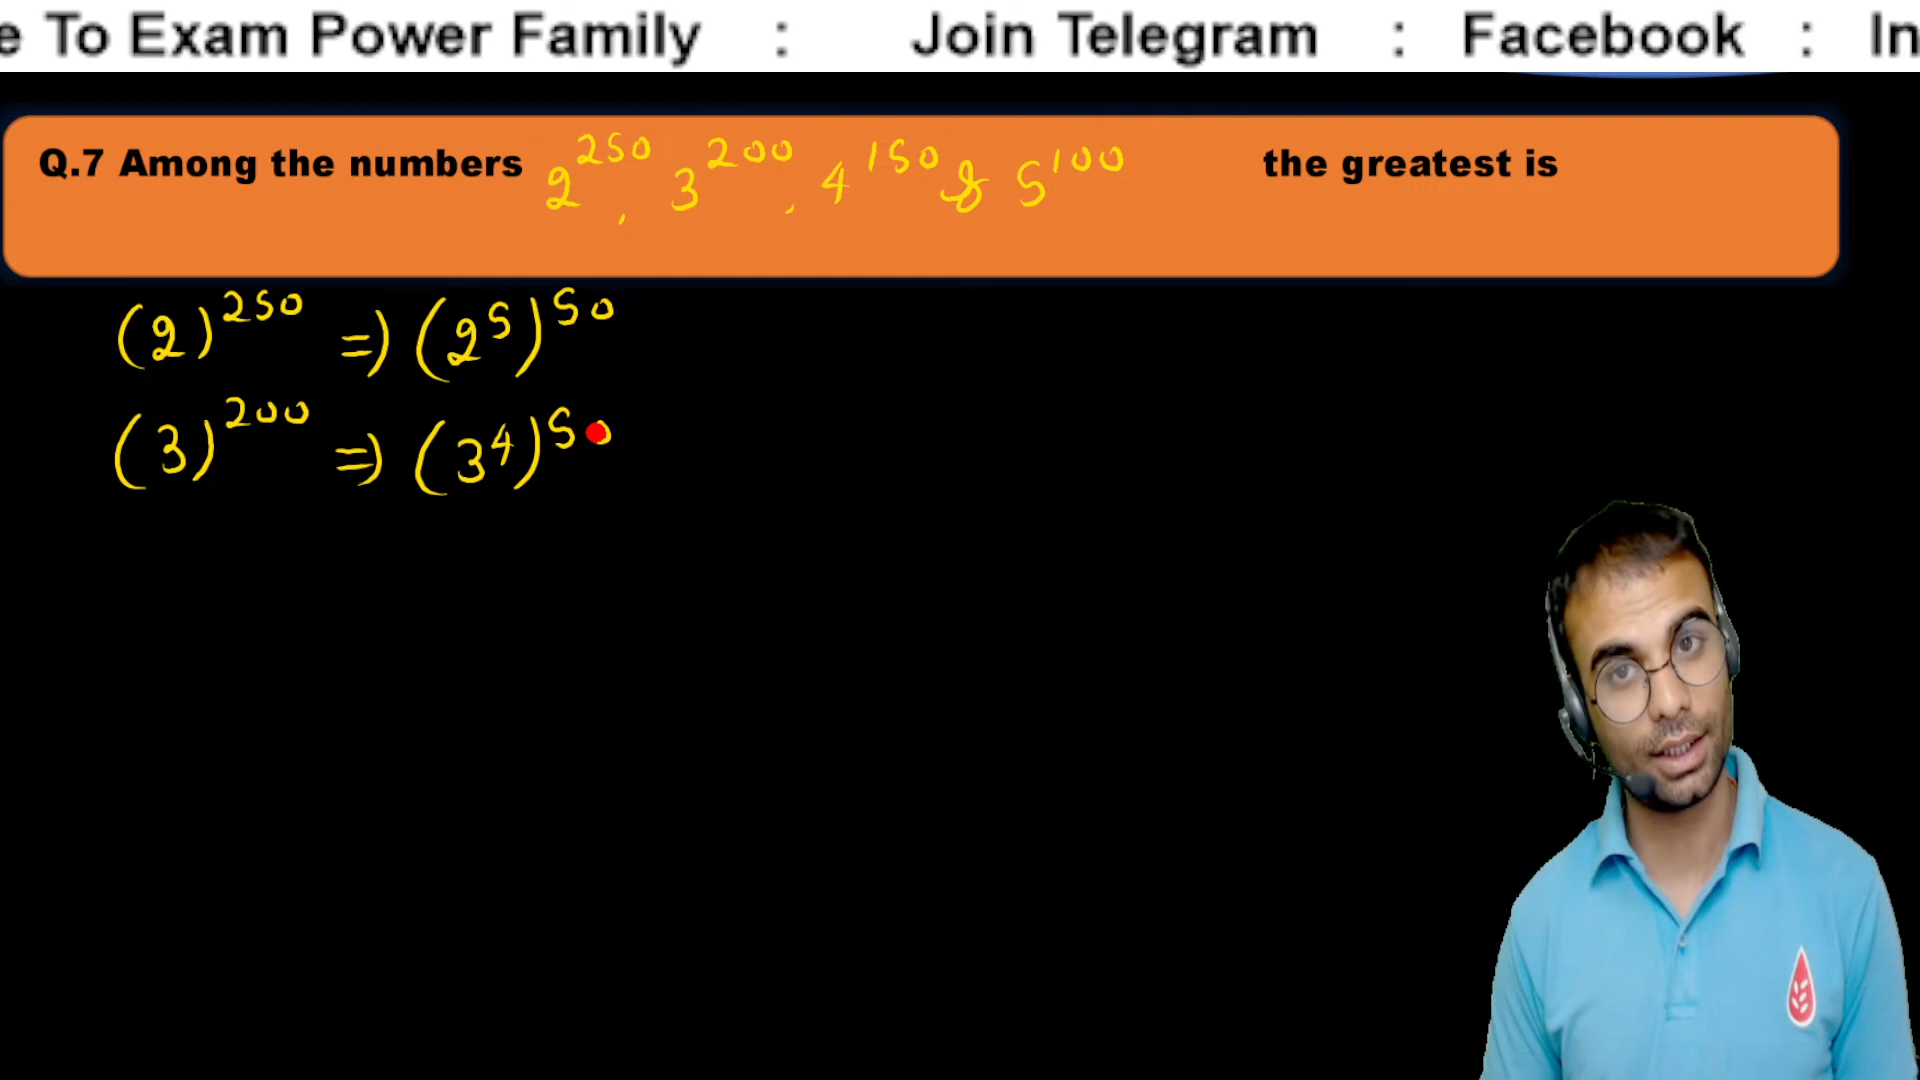 e To Exam Power Family : Join Telegram : Facebook : In
Q.7 Among the numbers 2^250, 3^200, 4^150 & 5^100 the greatest is
(2)^250 => (2^5)^50
(3)^200 => (3^4)^50